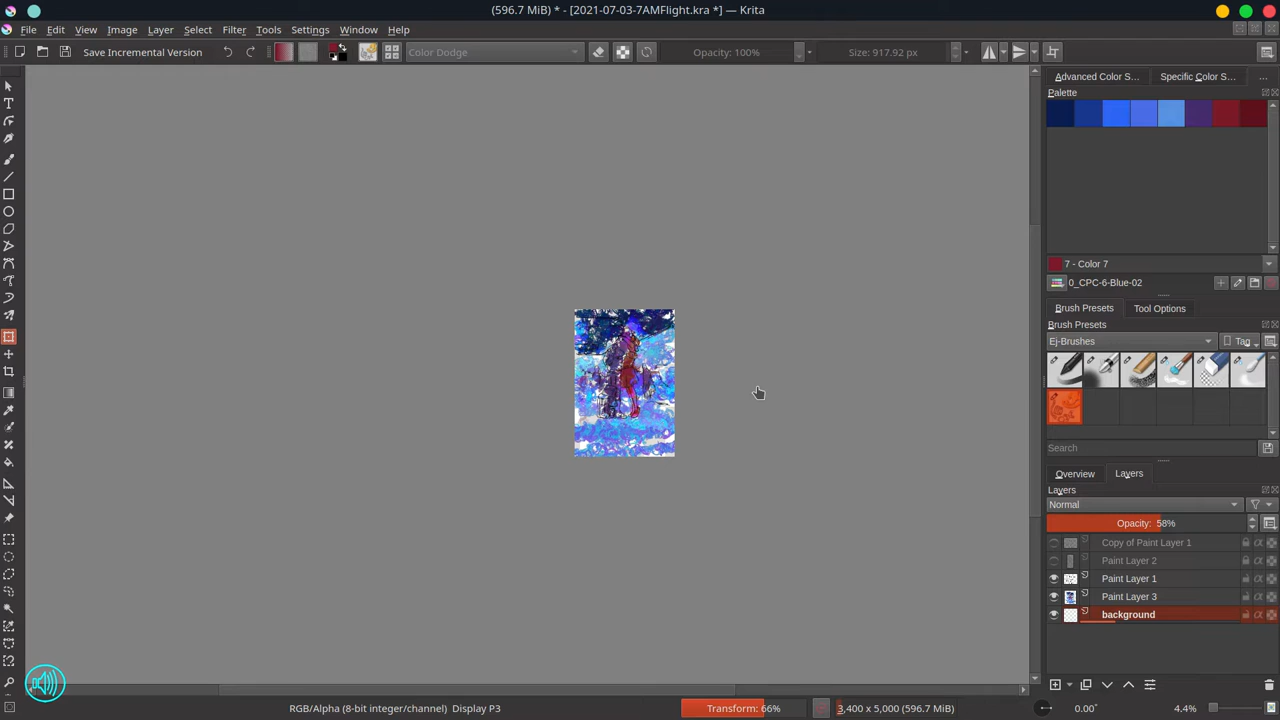 (596.7 MiB) * - [2021-07-03-7AMFlight.kra *] — Krita
File Edit View Image Layer Select Filter Tools Settings Window Help
Save Incremental Version
Color Dodge
Opacity: 100%
Size: 917.92 px
Advanced Color S...
Specific Color S...
...
Palette
7 - Color 7
0_CPC-6-Blue-02
Brush Presets
Tool Options
Brush Presets
Ej-Brushes
Tag
Search
Overview
Layers
Layers
Normal
Opacity: 58%
Copy of Paint Layer 1
Paint Layer 2
Paint Layer 1
Paint Layer 3
background
RGB/Alpha (8-bit integer/channel) Display P3
Transform: 66%
3,400 x 5,000 (596.7 MiB)
0.00°
4.4%